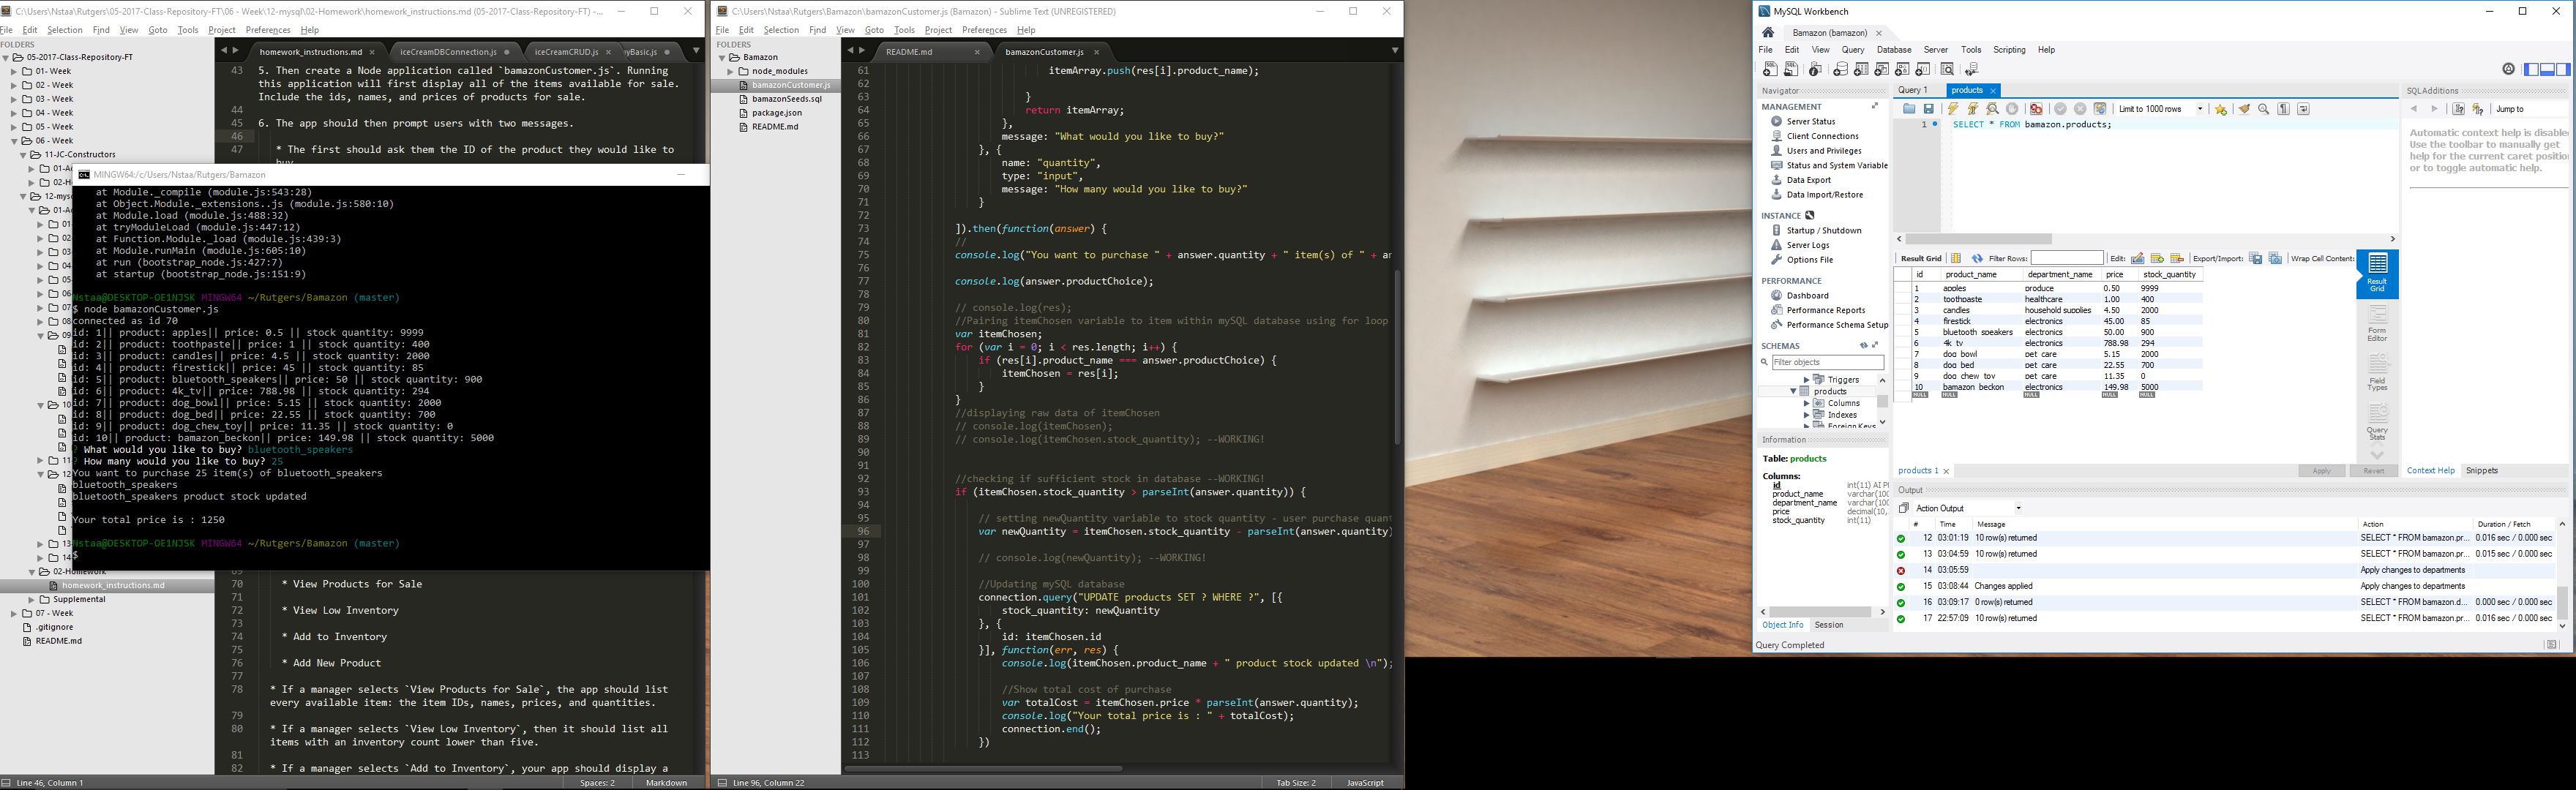 C:\Users\Nstaa\Rutgers\05-2017-Class-Repository-FT\06 - Week\12-mysql\02-Homework\homework_instructions.md (05-2017-Class-Repository-FT) -...
File Edit Selection Find View Goto Tools Project Preferences Help
FOLDERS
05-2017-Class-Repository-FT
01- Week
02 - Week
03 - Week
04 - Week
05 - Week
06 - Week
11-JC-Constructors
02-Homework
homework_instructions.md
Supplemental
07 - Week
.gitignore
README.md
homework_instructions.md iceCreamDBConnection.js iceCreamCRUD.js yBasic.js
43 5. Then create a Node application called `bamazonCustomer.js`. Running
this application will first display all of the items available for sale.
Include the ids, names, and prices of products for sale.
44
45 6. The app should then prompt users with two messages.
46
47 * The first should ask them the ID of the product they would like to
buy
MINGW64:/c/Users/Nstaa/Rutgers/Bamazon
at Module._compile (module.js:543:28)
at Object.Module._extensions..js (module.js:580:10)
at Module.load (module.js:488:32)
at tryModuleLoad (module.js:447:12)
at Function.Module._load (module.js:439:3)
at Module.runMain (module.js:605:10)
at run (bootstrap_node.js:427:7)
at startup (bootstrap_node.js:151:9)
Nstaa@DESKTOP-OE1NJSK MINGW64 ~/Rutgers/Bamazon (master)
$ node bamazonCustomer.js
connected as id 70
id: 1|| product: apples|| price: 0.5 || stock quantity: 9999
id: 2|| product: toothpaste|| price: 1 || stock quantity: 400
id: 3|| product: candles|| price: 4.5 || stock quantity: 2000
id: 4|| product: firestick|| price: 45 || stock quantity: 85
id: 5|| product: bluetooth_speakers|| price: 50 || stock quantity: 900
id: 6|| product: 4k_tv|| price: 788.98 || stock quantity: 294
id: 7|| product: dog_bowl|| price: 5.15 || stock quantity: 2000
id: 8|| product: dog_bed|| price: 22.55 || stock quantity: 700
id: 9|| product: dog_chew_toy|| price: 11.35 || stock quantity: 0
id: 10|| product: bamazon_beckon|| price: 149.98 || stock quantity: 5000
? What would you like to buy? bluetooth_speakers
? How many would you like to buy? 25
You want to purchase 25 item(s) of bluetooth_speakers
bluetooth_speakers
bluetooth_speakers product stock updated
Your total price is : 1250
Nstaa@DESKTOP-OE1NJSK MINGW64 ~/Rutgers/Bamazon (master)
$
70 * View Products for Sale
71
72 * View Low Inventory
73
74 * Add to Inventory
75
76 * Add New Product
77
78 * If a manager selects `View Products for Sale`, the app should list
every available item: the item IDs, names, prices, and quantities.
79
80 * If a manager selects `View Low Inventory`, then it should list all
items with an inventory count lower than five.
81
82 * If a manager selects `Add to Inventory`, your app should display a
Line 46, Column 1 Spaces: 2 Markdown
C:\Users\Nstaa\Rutgers\Bamazon\bamazonCustomer.js (Bamazon) - Sublime Text (UNREGISTERED)
File Edit Selection Find View Goto Tools Project Preferences Help
FOLDERS
Bamazon
node_modules
bamazonCustomer.js
bamazonSeeds.sql
package.json
README.md
README.md bamazonCustomer.js
61 itemArray.push(res[i].product_name);
62
63 }
64 return itemArray;
65 },
66 message: "What would you like to buy?"
67 }, {
68 name: "quantity",
69 type: "input",
70 message: "How many would you like to buy?"
71 }
72
73 ]).then(function(answer) {
74 //
75 console.log("You want to purchase " + answer.quantity + " item(s) of " + an
76
77 console.log(answer.productChoice);
78
79 // console.log(res);
80 //Pairing itemChosen variable to item within mySQL database using for loop
81 var itemChosen;
82 for (var i = 0; i < res.length; i++) {
83 if (res[i].product_name === answer.productChoice) {
84 itemChosen = res[i];
85 }
86 }
87 //displaying raw data of itemChosen
88 // console.log(itemChosen);
89 // console.log(itemChosen.stock_quantity); --WORKING!
90
91
92 //checking if sufficient stock in database --WORKING!
93 if (itemChosen.stock_quantity > parseInt(answer.quantity)) {
94
95 // setting newQuantity variable to stock quantity - user purchase quant
96 var newQuantity = itemChosen.stock_quantity - parseInt(answer.quantity)
97
98 // console.log(newQuantity); --WORKING!
99
100 //Updating mySQL database
101 connection.query("UPDATE products SET ? WHERE ?", [{
102 stock_quantity: newQuantity
103 }, {
104 id: itemChosen.id
105 }], function(err, res) {
106 console.log(itemChosen.product_name + " product stock updated \n");
107
108 //Show total cost of purchase
109 var totalCost = itemChosen.price * parseInt(answer.quantity);
110 console.log("Your total price is : " + totalCost);
111 connection.end();
112 })
113
Line 96, Column 22 Tab Size: 2 JavaScript
MySQL Workbench
Bamazon (bamazon)
File Edit View Query Database Server Tools Scripting Help
Navigator
MANAGEMENT
Server Status
Client Connections
Users and Privileges
Status and System Variable
Data Export
Data Import/Restore
INSTANCE
Startup / Shutdown
Server Logs
Options File
PERFORMANCE
Dashboard
Performance Reports
Performance Schema Setup
SCHEMAS
Filter objects
Triggers
products
Columns
Indexes
Foreign Keys
Information
Table: products
Columns:
id int(11) AI P
product_name varchar(100
department_name varchar(100
price decimal(10,
stock_quantity int(11)
Object Info Session
Query Completed
Query 1 products
Limit to 1000 rows
1 SELECT * FROM bamazon.products;
Result Grid Filter Rows: Edit: Export/Import: Wrap Cell Content:
id product_name department_name price stock_quantity
1 apples produce 0.50 9999
2 toothpaste healthcare 1.00 400
3 candles household supplies 4.50 2000
4 firestick electronics 45.00 85
5 bluetooth_speakers electronics 50.00 900
6 4k_tv electronics 788.98 294
7 dog_bowl pet care 5.15 2000
8 dog_bed pet care 22.55 700
9 dog_chew_toy pet care 11.35 0
10 bamazon_beckon electronics 149.98 5000
NULL NULL NULL NULL NULL
Result Grid
Form Editor
Field Types
Query Stats
products 1 Apply Revert
Output
Action Output
# Time Message Action Duration / Fetch
12 03:01:19 10 row(s) returned SELECT * FROM bamazon.pr... 0.016 sec / 0.000 sec
13 03:04:59 10 row(s) returned SELECT * FROM bamazon.pr... 0.015 sec / 0.000 sec
14 03:05:59 Apply changes to departments
15 03:08:44 Changes applied Apply changes to departments
16 03:09:17 0 row(s) returned SELECT * FROM bamazon.d... 0.000 sec / 0.000 sec
17 22:57:09 10 row(s) returned SELECT * FROM bamazon.pr... 0.016 sec / 0.000 sec
SQLAdditions
Jump to
Automatic context help is disable
Use the toolbar to manually get
help for the current caret position
or to toggle automatic help.
Context Help Snippets